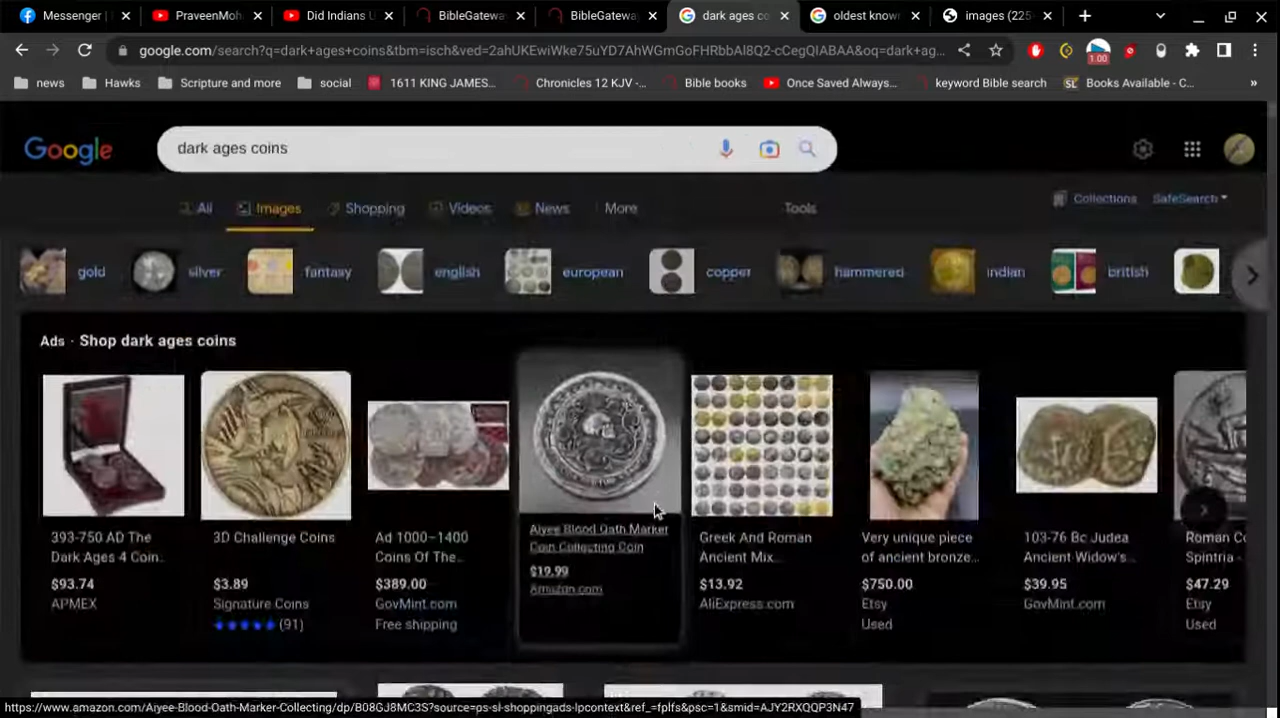 Messenger
PraveenMoh
Did Indians U
BibleGatewa
BibleGatewa
dark ages co
oldest know
images (225
google.com/search?q=dark+ages+coins&tbm=isch&ved=2ahUKEwiWke75uYD7AhWGmGoFHRbbAI8Q2-cCegQIABAA&oq=dark+ag...
1.00
news
Hawks
Scripture and more
social
1611 KING JAMES...
Chronicles 12 KJV -...
Bible books
Once Saved Always...
keyword Bible search
Books Available - C...
»
Google
dark ages coins
All
Images
Shopping
Videos
News
More
Tools
Collections
SafeSearch
gold
silver
fantasy
english
european
copper
hammered
indian
british
Ads · Shop dark ages coins
393-750 AD The
Dark Ages 4 Coin...
$93.74
APMEX
3D Challenge Coins
$3.89
Signature Coins
(91)
Ad 1000–1400
Coins Of The...
$389.00
GovMint.com
Free shipping
Aiyee Blood Oath Marker
Coin Collecting Coin
$19.99
Amazon.com
Greek And Roman
Ancient Mix...
$13.92
AliExpress.com
Very unique piece
of ancient bronze...
$750.00
Etsy
Used
103-76 Bc Judea
Ancient Widow's...
$39.95
GovMint.com
Roman Co
Spintria -
$47.29
Etsy
Used
https://www.amazon.com/Aiyee-Blood-Oath-Marker-Collecting/dp/B08GJ8MC3S?source=ps-sl-shoppingads-lpcontext&ref_=fplfs&psc=1&smid=AJY2RXQQP3N47